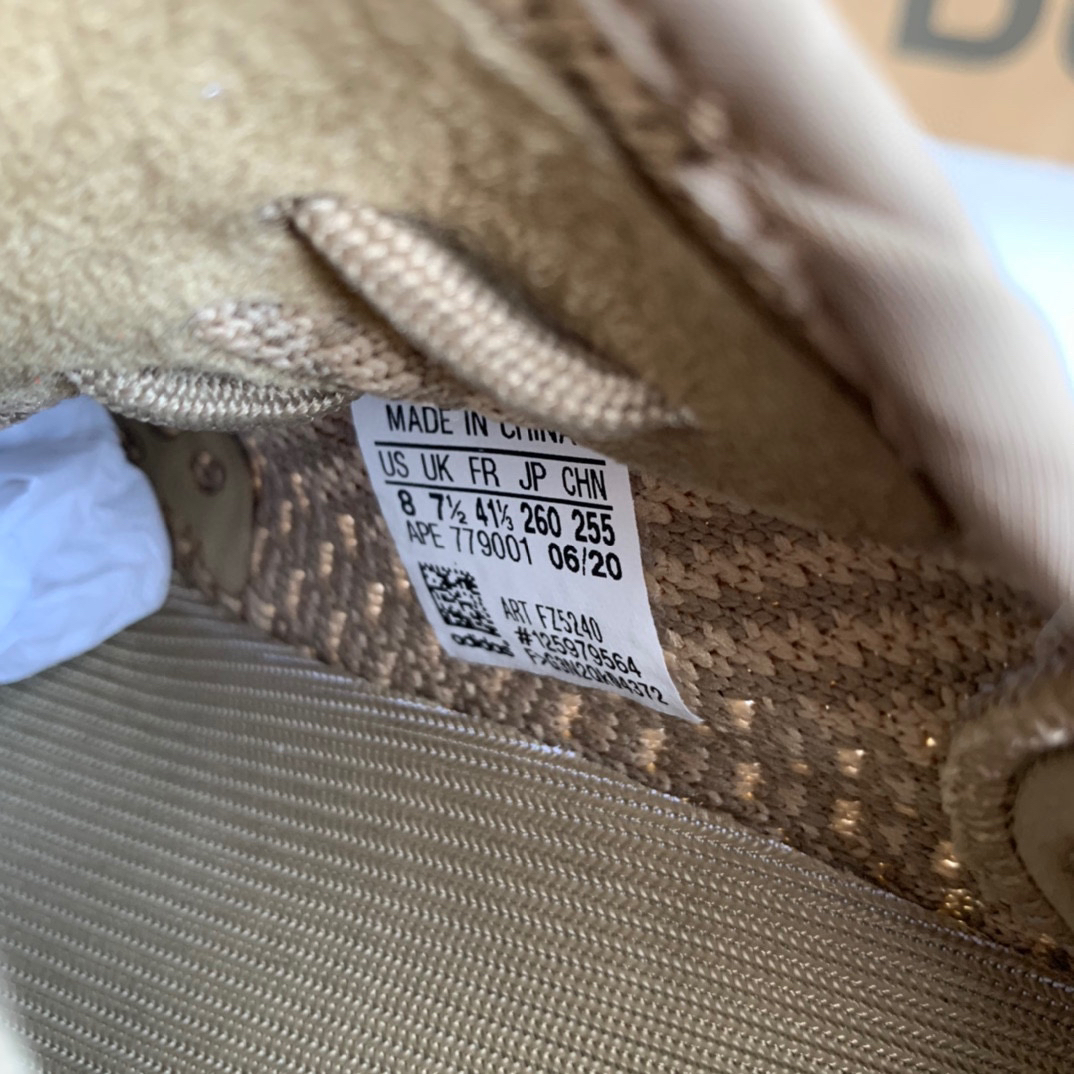 MADE IN CHINA
US UK FR JP CHN
8 7½ 41⅓ 260 255
APE 779001 06/20
ART FZ5240
#125979564
adidas